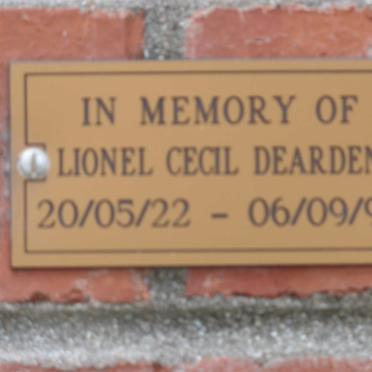 IN MEMORY OF
LIONEL CECIL DEARDEN
20/05/22 - 06/09/9